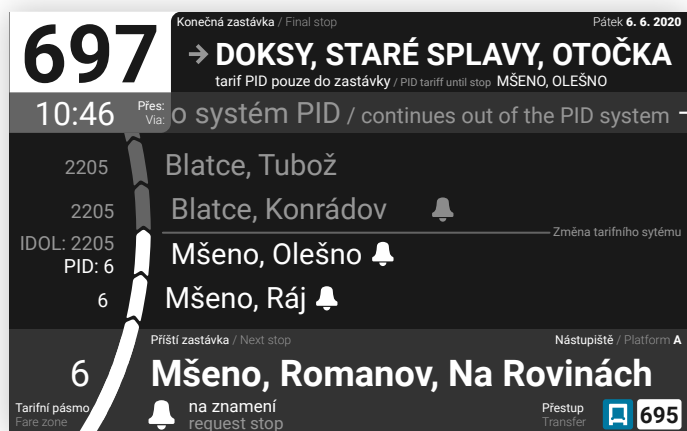 697
Konečná zastávka / Final stop
Pátek 6. 6. 2020
→ DOKSY, STARÉ SPLAVY, OTOČKA
tarif PID pouze do zastávky / PID tariff until stop MŠENO, OLEŠNO
10:46
Přes:
Via:
o systém PID / continues out of the PID system
2205 Blatce, Tubož
2205 Blatce, Konrádov
Změna tarifního sytému
IDOL: 2205
PID: 6
Mšeno, Olešno
6 Mšeno, Ráj
Příští zastávka / Next stop
Nástupiště / Platform A
6 Mšeno, Romanov, Na Rovinách
Tarifní pásmo
Fare zone
na znamení
request stop
Přestup
Transfer
695